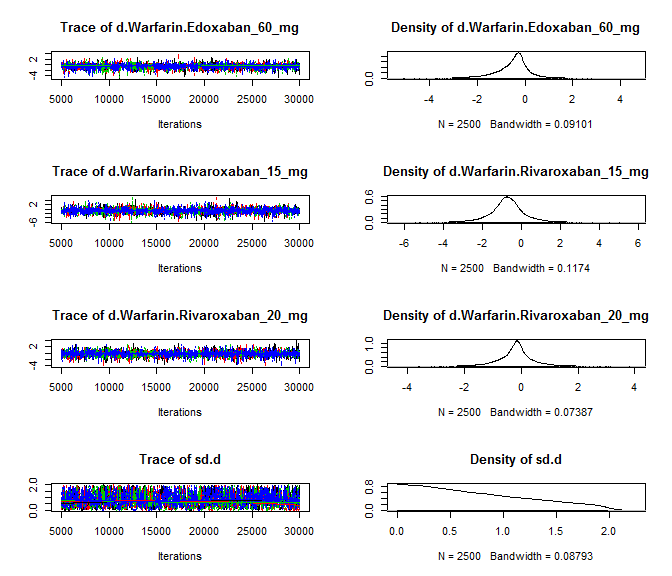 Trace of d.Warfarin.Edoxaban_60_mg
-4 2
5000 10000 15000 20000 25000 30000
Iterations
Density of d.Warfarin.Edoxaban_60_mg
0.0
-4 -2 0 2 4
N = 2500 Bandwidth = 0.09101
Trace of d.Warfarin.Rivaroxaban_15_mg
-6 2
5000 10000 15000 20000 25000 30000
Iterations
Density of d.Warfarin.Rivaroxaban_15_mg
0.0 0.6
-6 -4 -2 0 2 4 6
N = 2500 Bandwidth = 0.1174
Trace of d.Warfarin.Rivaroxaban_20_mg
-4 2
5000 10000 15000 20000 25000 30000
Iterations
Density of d.Warfarin.Rivaroxaban_20_mg
0.0 1.0
-4 -2 0 2 4
N = 2500 Bandwidth = 0.07387
Trace of sd.d
0.0 2.0
5000 10000 15000 20000 25000 30000
Iterations
Density of sd.d
0.0 0.8
0.0 0.5 1.0 1.5 2.0
N = 2500 Bandwidth = 0.08793